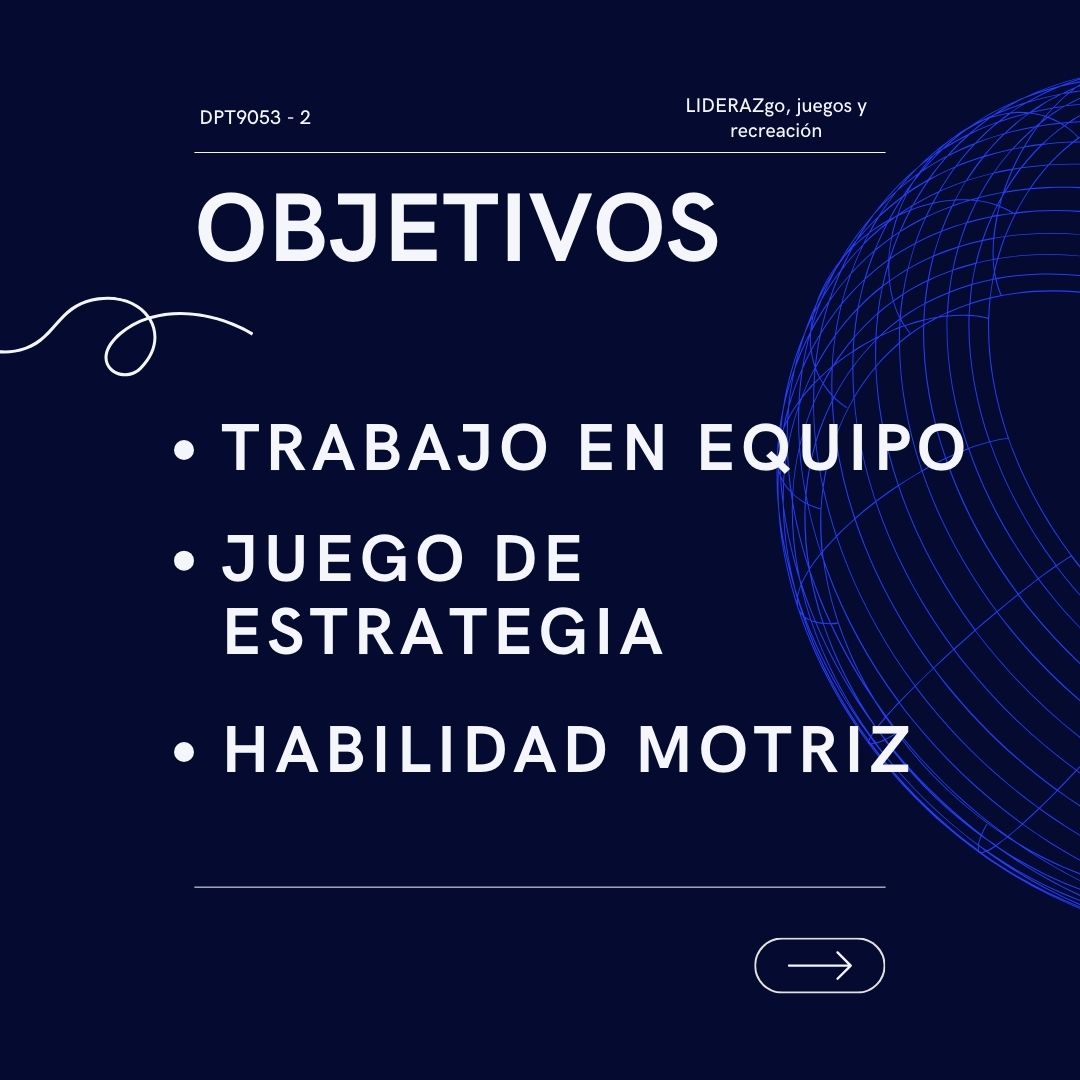 DPT9053 - 2
LIDERAZgo, juegos y
recreación
OBJETIVOS
• TRABAJO EN EQUIPO
• JUEGO DE
ESTRATEGIA
• HABILIDAD MOTRIZ